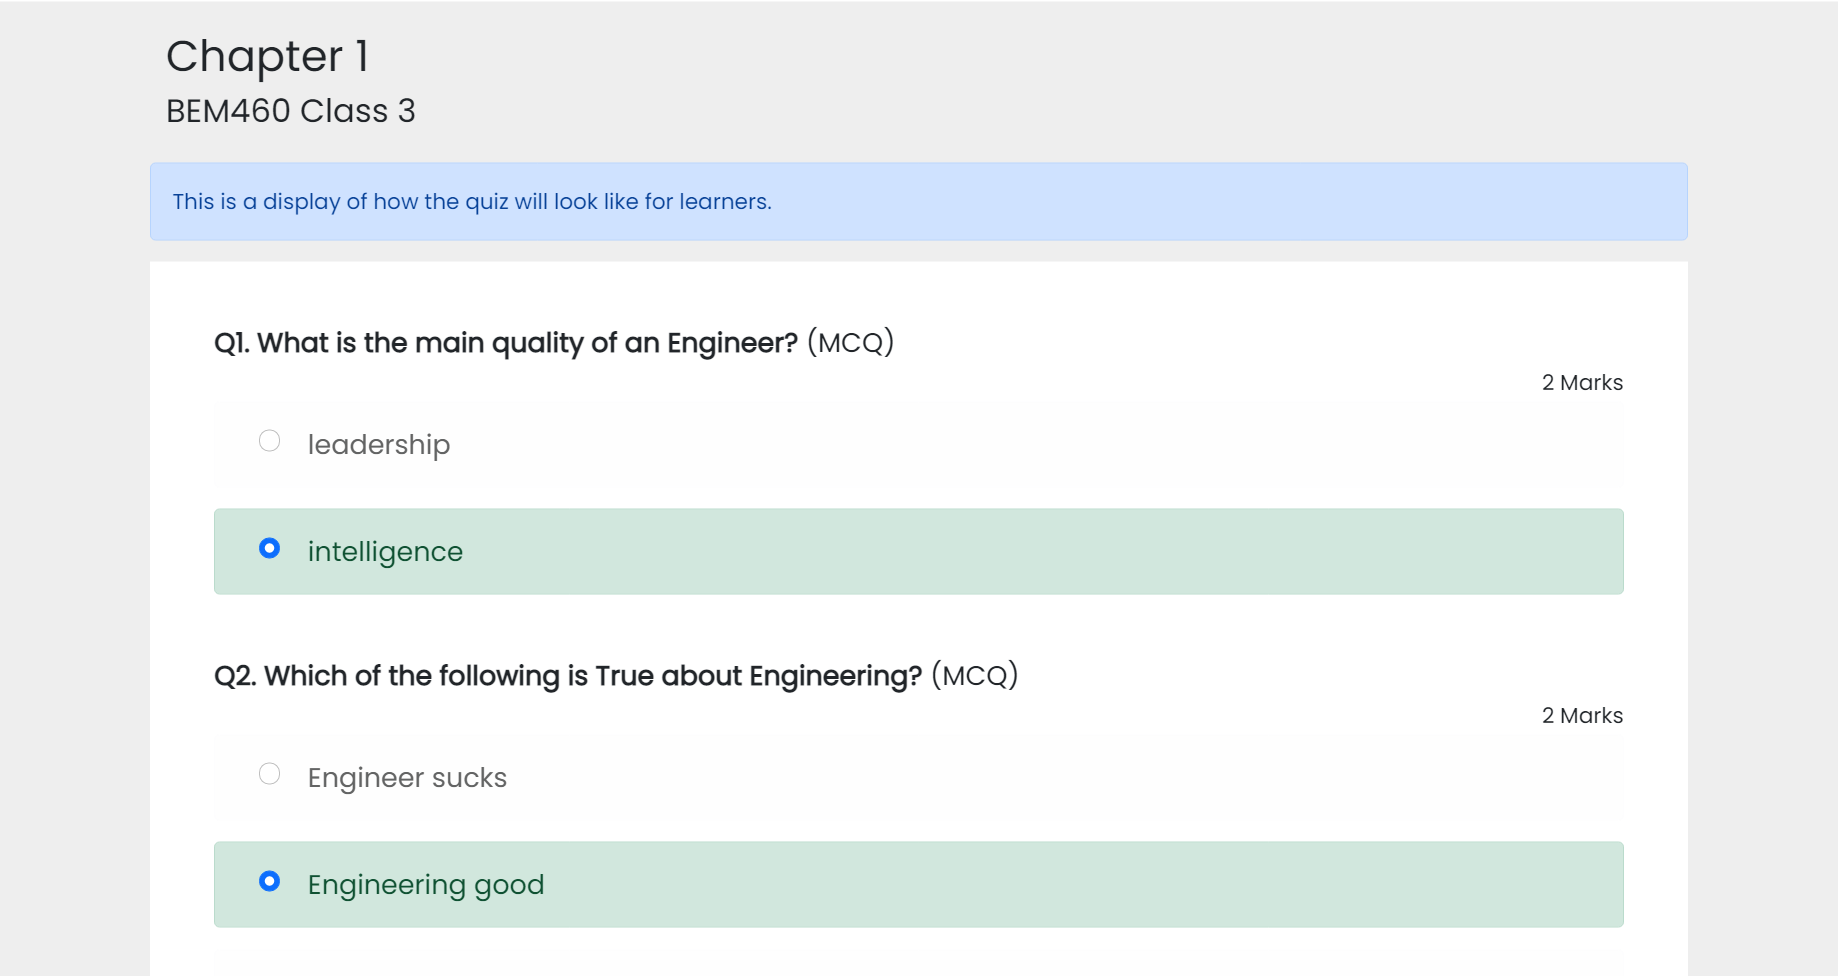 Chapter 1
BEM460 Class 3
This is a display of how the quiz will look like for learners.
Q1. What is the main quality of an Engineer? (MCQ)
2 Marks
leadership
intelligence
Q2. Which of the following is True about Engineering? (MCQ)
2 Marks
Engineer sucks
Engineering good